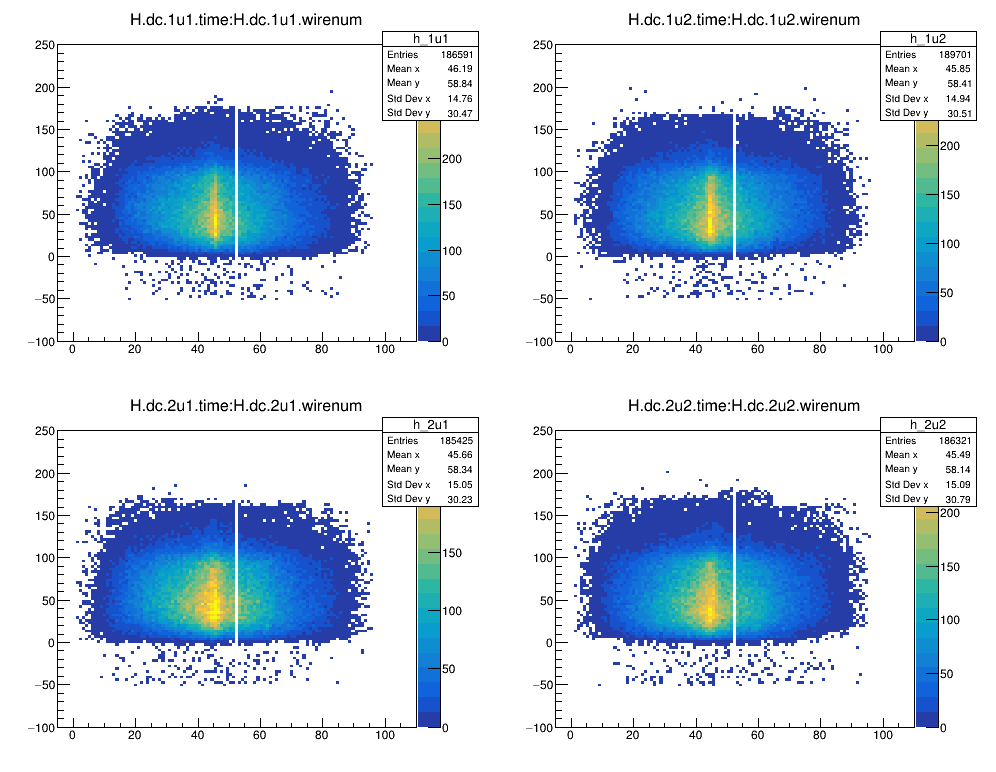 H.dc.1u1.time:H.dc.1u1.wirenum
h_1u1
Entries 186591
Mean x 46.19
Mean y 58.84
Std Dev x 14.76
Std Dev y 30.47
250
200
150
100
50
0
−50
−100
0 20 40 60 80 100
200
150
100
50
0
H.dc.1u2.time:H.dc.1u2.wirenum
h_1u2
Entries 189701
Mean x 45.85
Mean y 58.41
Std Dev x 14.94
Std Dev y 30.51
250
200
150
100
50
0
−50
−100
0 20 40 60 80 100
200
150
100
50
0
H.dc.2u1.time:H.dc.2u1.wirenum
h_2u1
Entries 185425
Mean x 45.66
Mean y 58.34
Std Dev x 15.05
Std Dev y 30.23
250
200
150
100
50
0
−50
−100
0 20 40 60 80 100
150
100
50
0
H.dc.2u2.time:H.dc.2u2.wirenum
h_2u2
Entries 186321
Mean x 45.49
Mean y 58.14
Std Dev x 15.09
Std Dev y 30.79
250
200
150
100
50
0
−50
−100
0 20 40 60 80 100
200
150
100
50
0